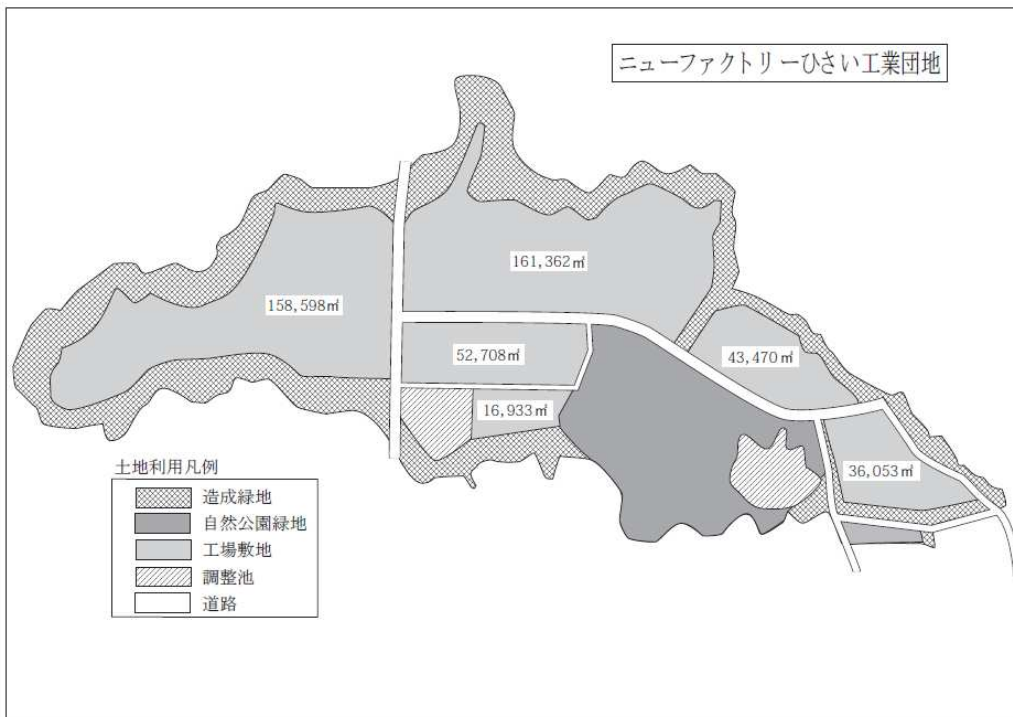 ニューファクトリーひさい工業団地
161,362㎡
158,598㎡
52,708㎡
43,470㎡
16,933㎡
36,053㎡
土地利用凡例
造成緑地
自然公園緑地
工場敷地
調整池
道路